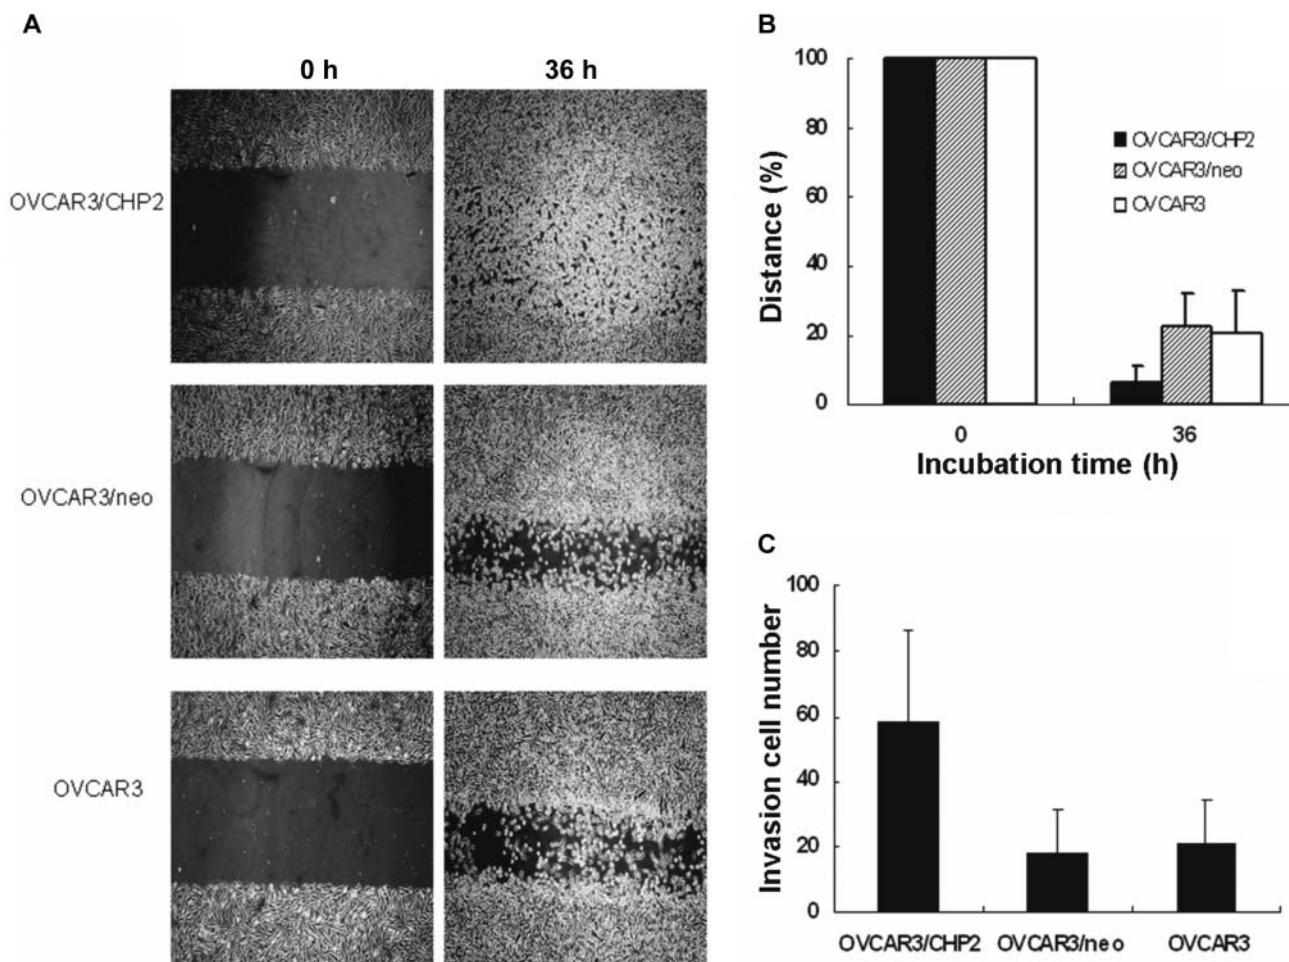 A
0 h
36 h
OVCAR3/CHP2
OVCAR3/neo
OVCAR3
B
100
80
60
40
20
0
Distance (%)
OVCAR3/CHP2
OVCAR3/neo
OVCAR3
0
36
Incubation time (h)
C
100
80
60
40
20
0
Invasion cell number
OVCAR3/CHP2
OVCAR3/neo
OVCAR3